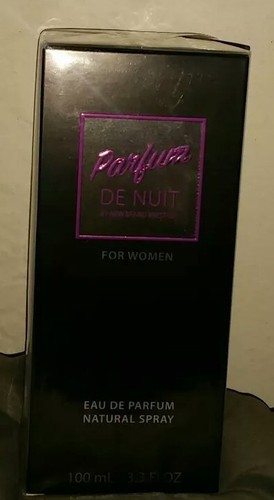 Parfum
DE NUIT
FOR WOMEN
EAU DE PARFUM
NATURAL SPRAY
100 mL 3.3 Fl OZ